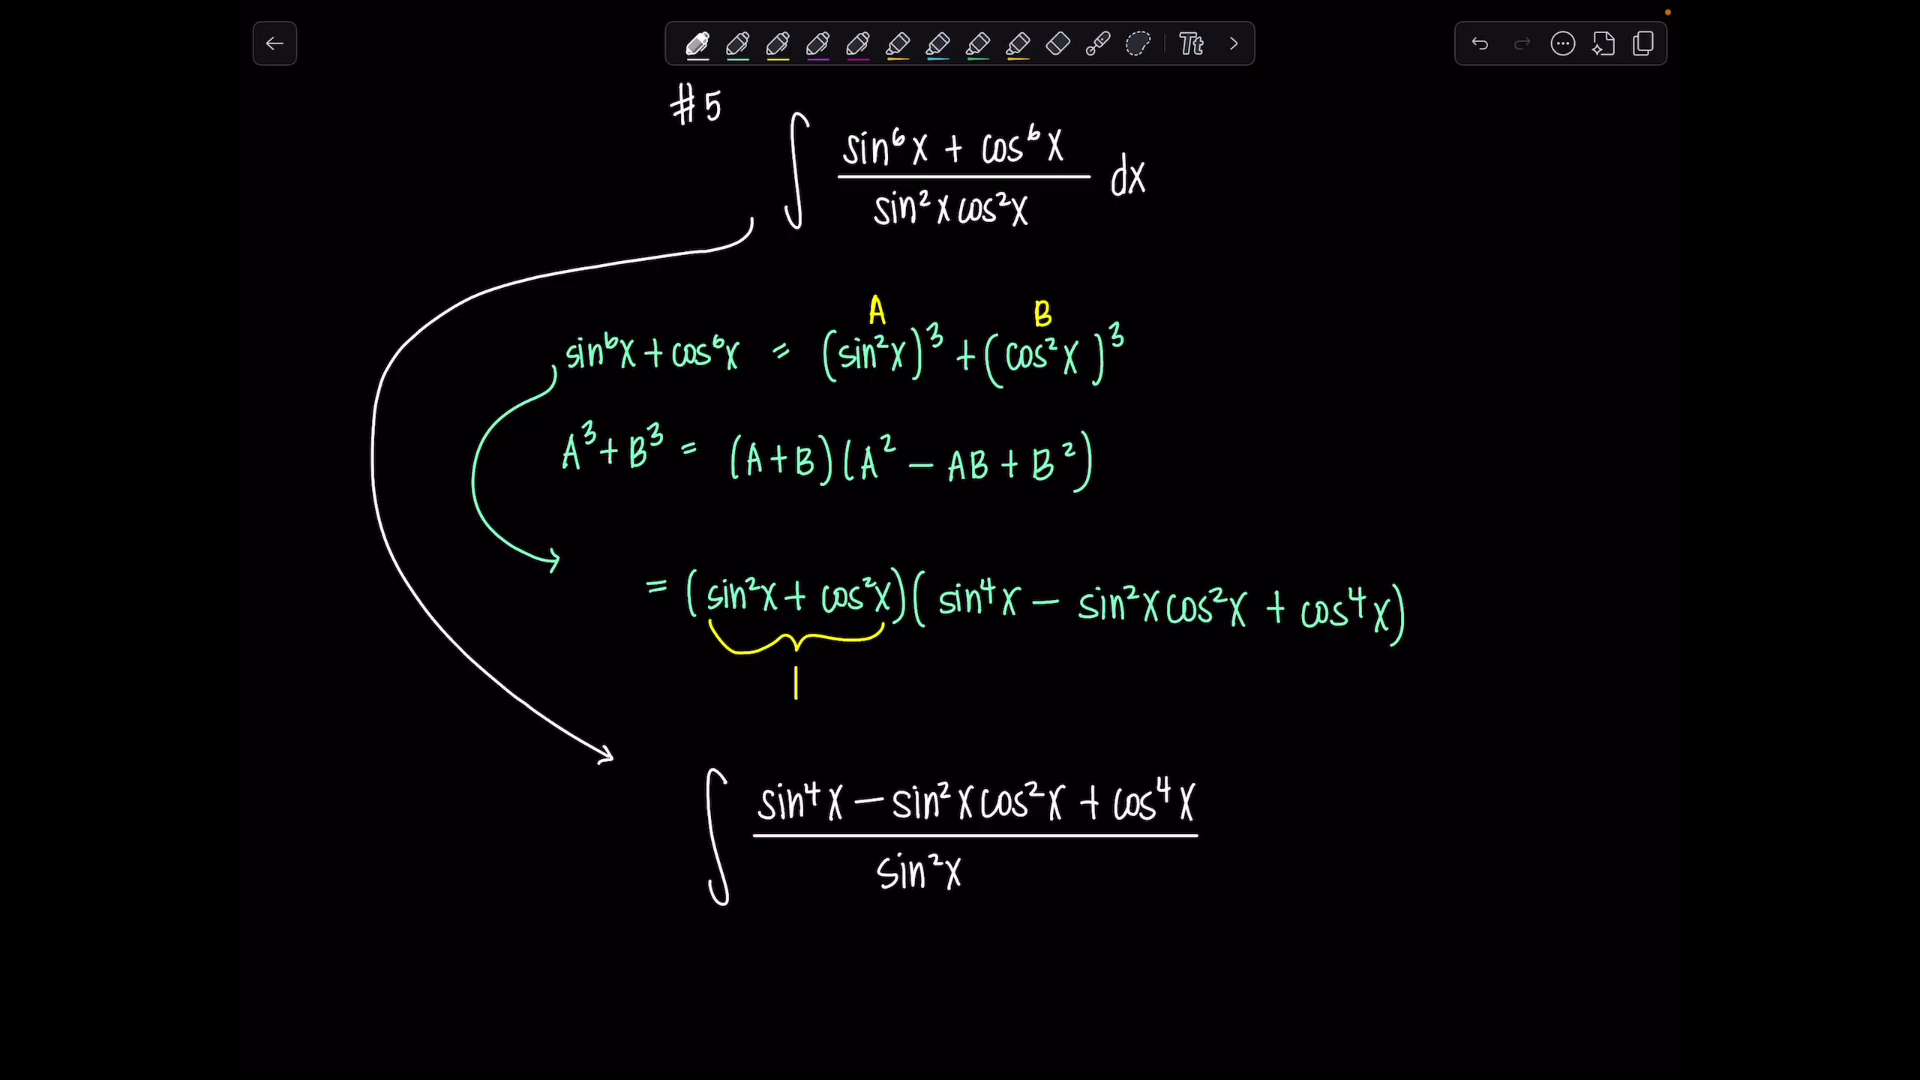 #5
∫ sin⁶x + cos⁶x / sin²x cos²x dx
A B
sin⁶x + cos⁶x = (sin²x)³ + (cos²x)³
A³ + B³ = (A+B)(A² − AB + B²)
= (sin²x + cos²x)(sin⁴x − sin²x cos²x + cos⁴x)
1
∫ sin⁴x − sin²x cos²x + cos⁴x / sin²x